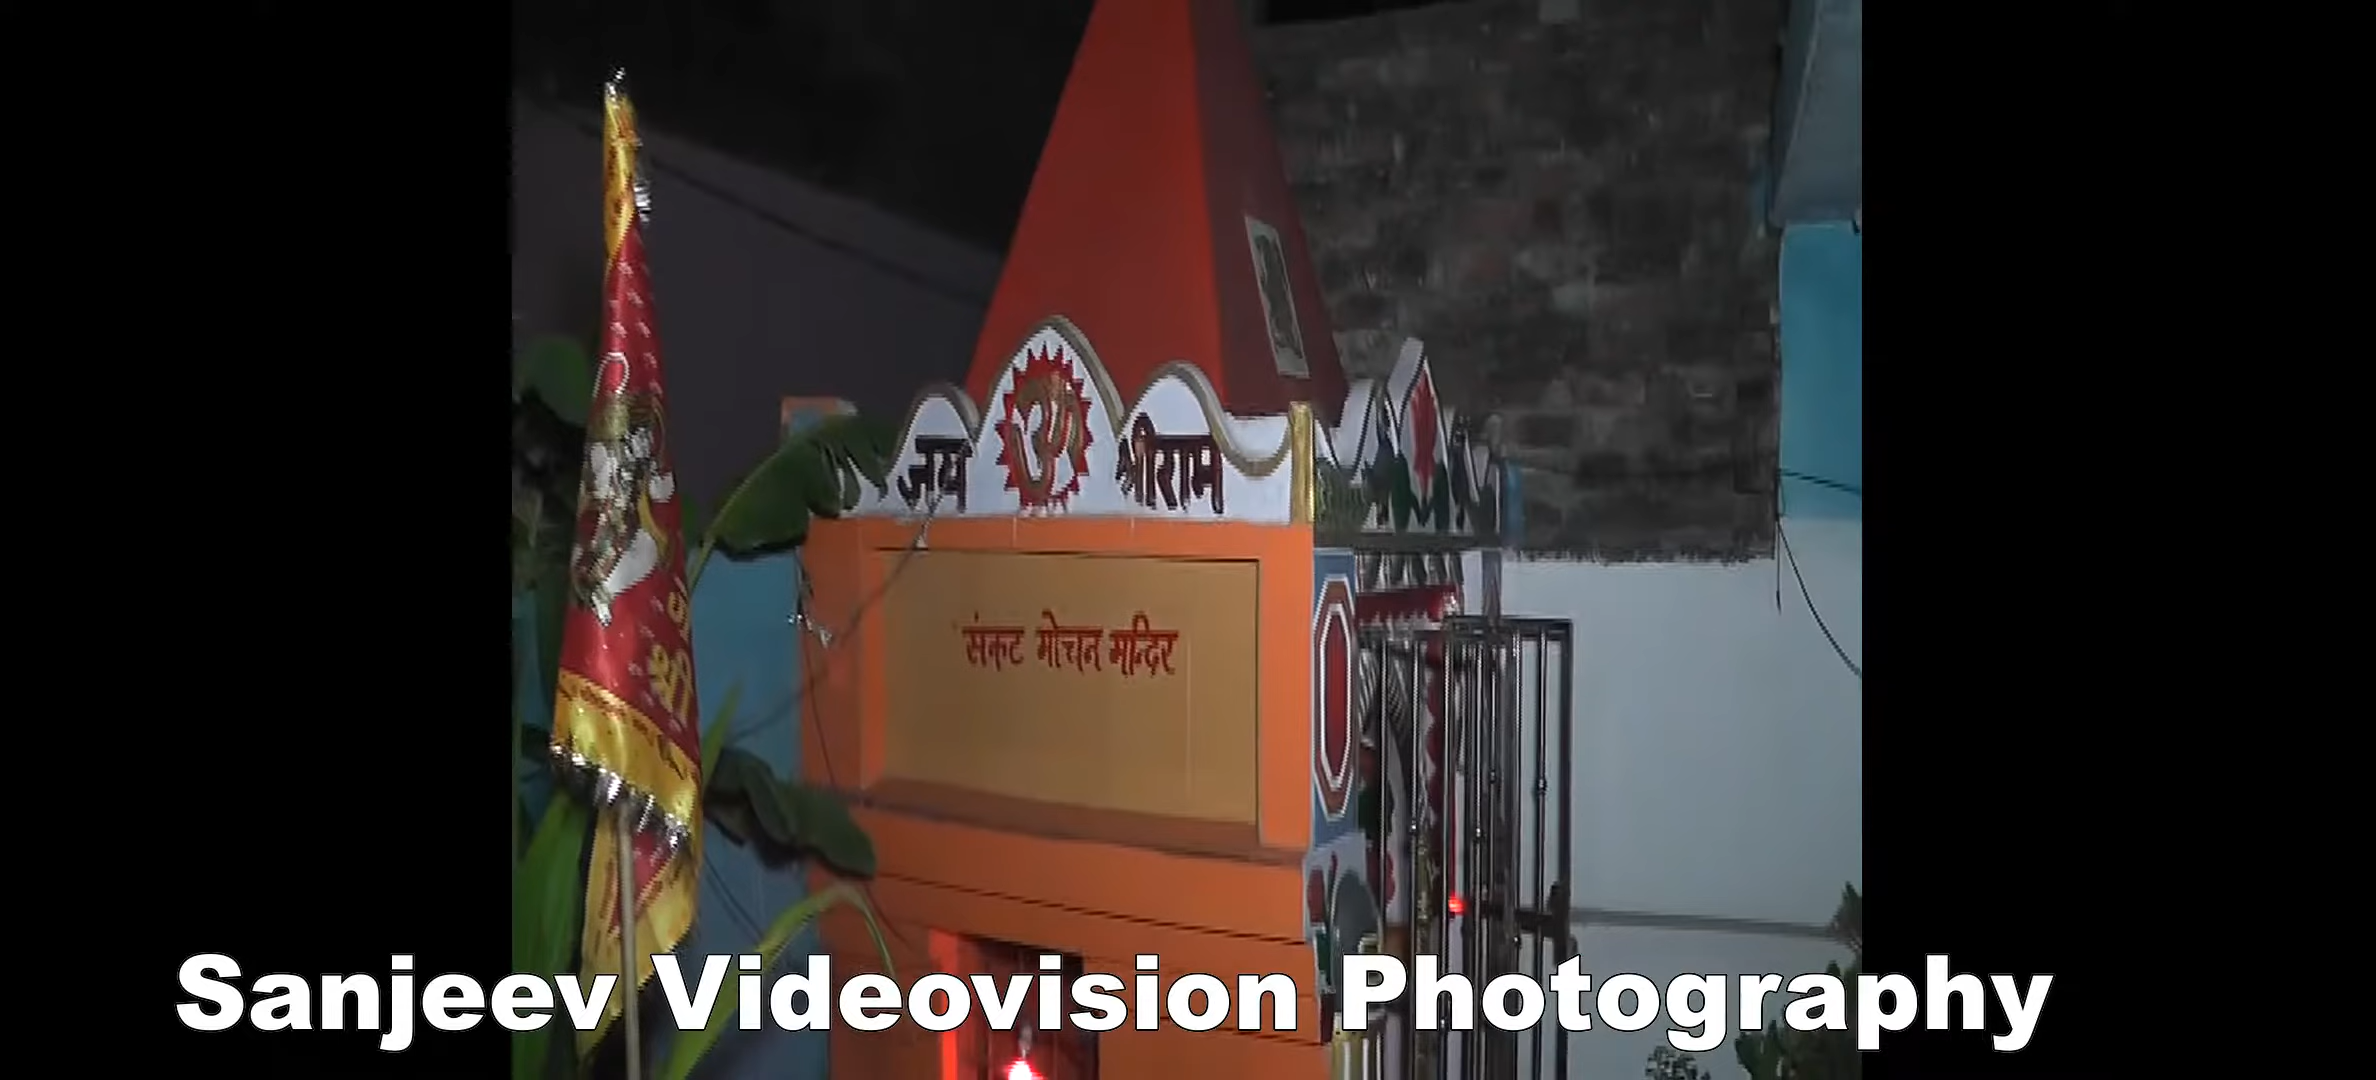 जय ॐ श्रीराम
संकट मोचन मन्दिर
श्री
Sanjeev Videovision Photography